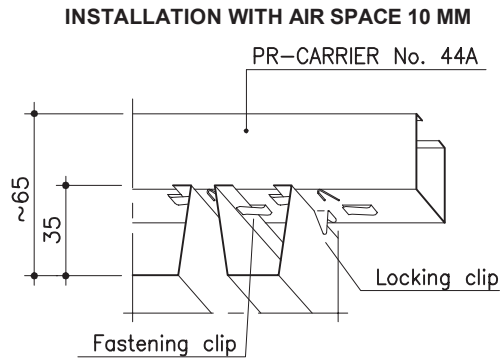 INSTALLATION WITH AIR SPACE 10 MM
PR-CARRIER No. 44A
~65
35
Locking clip
Fastening clip